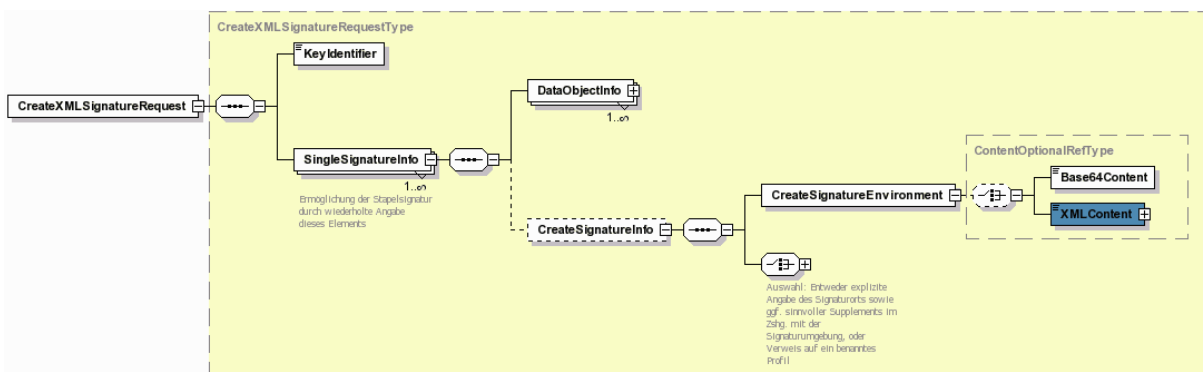 CreateXMLSignatureRequestType
KeyIdentifier
CreateXMLSignatureRequest
DataObjectInfo
1..∞
SingleSignatureInfo
1..∞
Ermöglichung der Stapelsignatur
durch wiederholte Angabe
dieses Elements
CreateSignatureInfo
CreateSignatureEnvironment
ContentOptionalRefType
Base64Content
XMLContent
Auswahl: Entweder explizite
Angabe des Signaturorts sowie
ggf. sinnvoller Supplements im
Zshg. mit der
Signaturumgebung, oder
Verweis auf ein benanntes
Profil